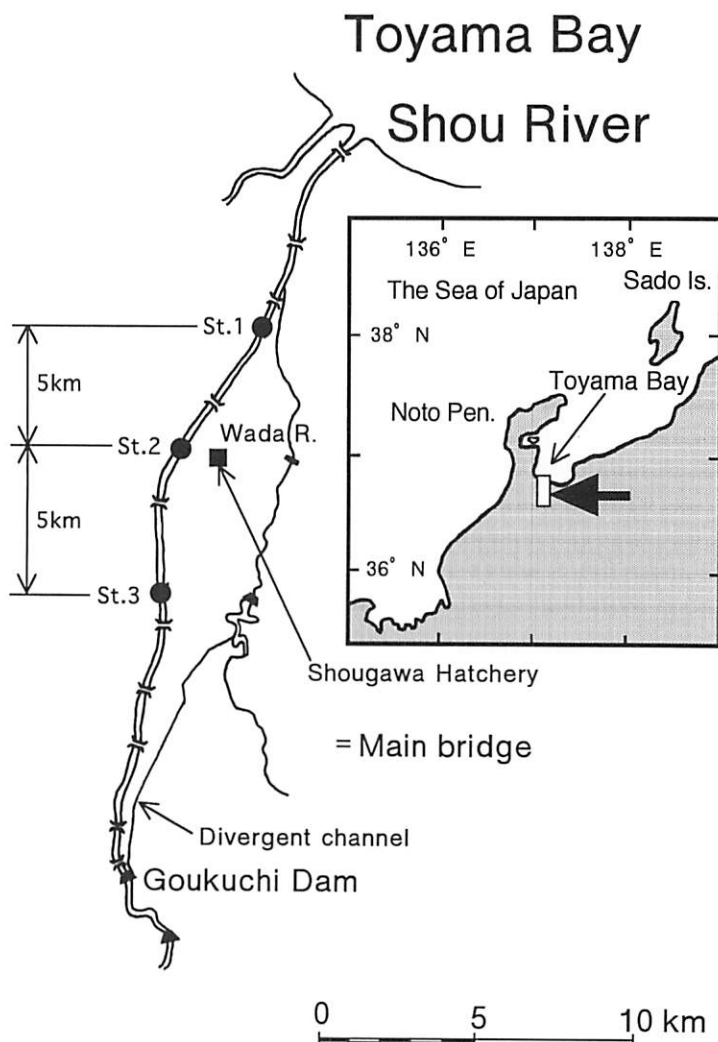 Toyama Bay
Shou River
136° E
138° E
Sado Is.
The Sea of Japan
38° N
Toyama Bay
Noto Pen.
36° N
St.1
5km
Wada R.
St.2
5km
St.3
Shougawa Hatchery
= Main bridge
Divergent channel
Goukuchi Dam
0 5 10 km